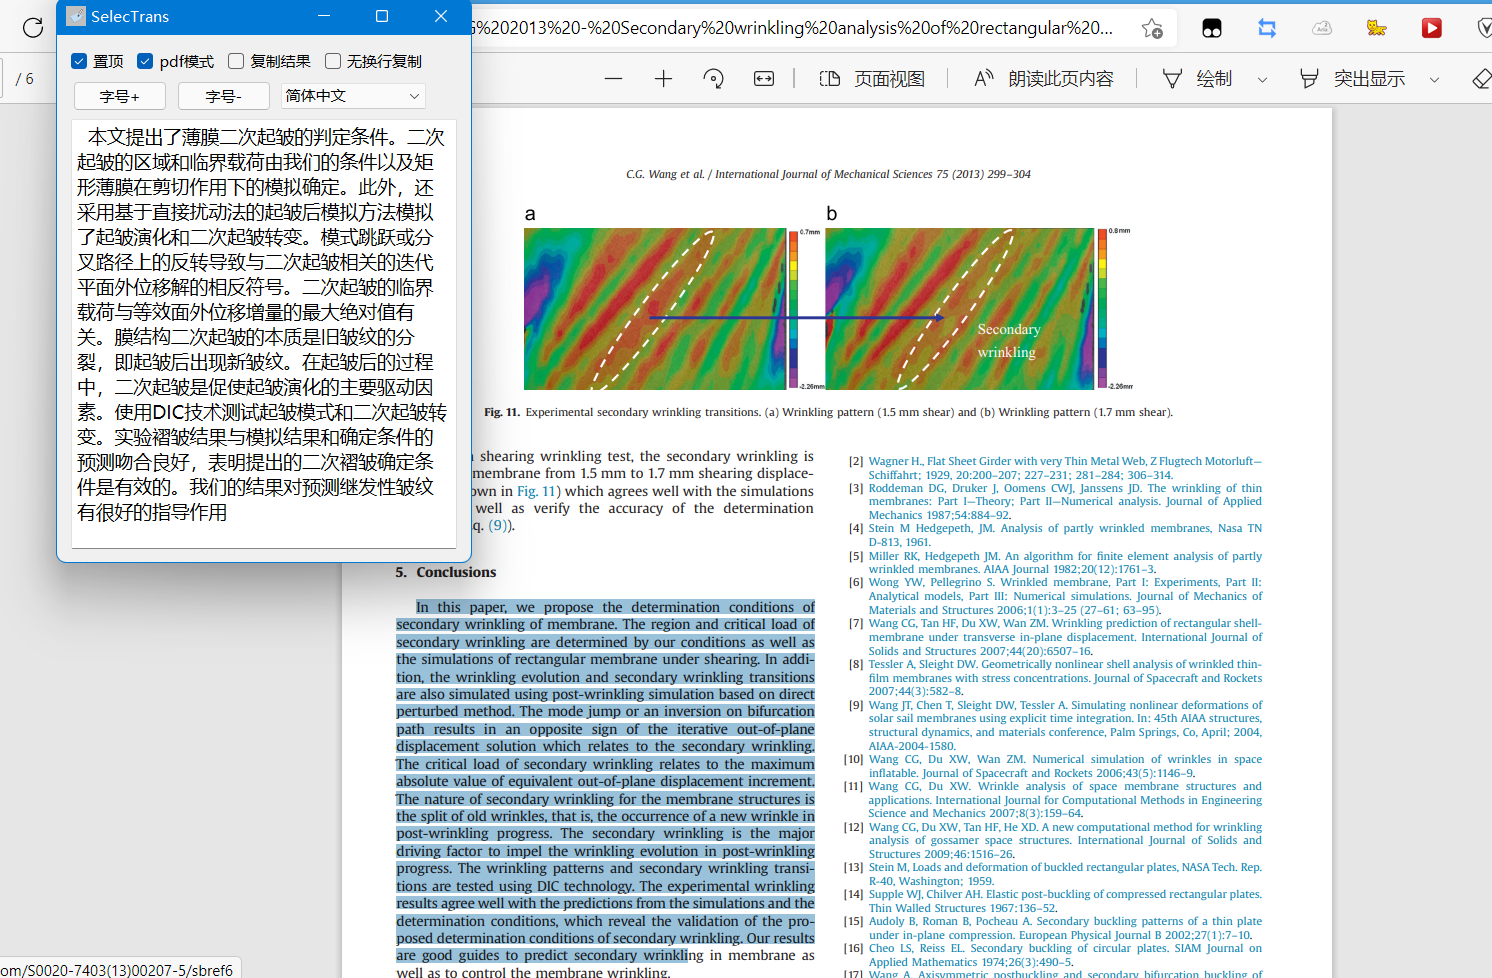 SelecTrans
G%202013%20-%20Secondary%20wrinkling%20analysis%20of%20rectangular%20...
置顶 pdf模式 复制结果 无换行复制
字号+ 字号- 简体中文
/ 6
页面视图 朗读此页内容 绘制 突出显示
本文提出了薄膜二次起皱的判定条件。二次
起皱的区域和临界载荷由我们的条件以及矩
形薄膜在剪切作用下的模拟确定。此外，还
采用基于直接扰动法的起皱后模拟方法模拟
了起皱演化和二次起皱转变。模式跳跃或分
叉路径上的反转导致与二次起皱相关的迭代
平面外位移解的相反符号。二次起皱的临界
载荷与等效面外位移增量的最大绝对值有
关。膜结构二次起皱的本质是旧皱纹的分
裂，即起皱后出现新皱纹。在起皱后的过程
中，二次起皱是促使起皱演化的主要驱动因
素。使用DIC技术测试起皱模式和二次起皱转
变。实验褶皱结果与模拟结果和确定条件的
预测吻合良好，表明提出的二次褶皱确定条
件是有效的。我们的结果对预测继发性皱纹
有很好的指导作用
C.G. Wang et al. / International Journal of Mechanical Sciences 75 (2013) 299–304
a b
0.7mm 0.8mm
Secondary
wrinkling
-2.26mm -2.26mm
Fig. 11. Experimental secondary wrinkling transitions. (a) Wrinkling pattern (1.5 mm shear) and (b) Wrinkling pattern (1.7 mm shear).
shearing wrinkling test, the secondary wrinkling is
membrane from 1.5 mm to 1.7 mm shearing displace-
own in Fig. 11) which agrees well with the simulations
well as verify the accuracy of the determination
q. (9)).
5. Conclusions
In this paper, we propose the determination conditions of
secondary wrinkling of membrane. The region and critical load of
secondary wrinkling are determined by our conditions as well as
the simulations of rectangular membrane under shearing. In addi-
tion, the wrinkling evolution and secondary wrinkling transitions
are also simulated using post-wrinkling simulation based on direct
perturbed method. The mode jump or an inversion on bifurcation
path results in an opposite sign of the iterative out-of-plane
displacement solution which relates to the secondary wrinkling.
The critical load of secondary wrinkling relates to the maximum
absolute value of equivalent out-of-plane displacement increment.
The nature of secondary wrinkling for the membrane structures is
the split of old wrinkles, that is, the occurrence of a new wrinkle in
post-wrinkling progress. The secondary wrinkling is the major
driving factor to impel the wrinkling evolution in post-wrinkling
progress. The wrinkling patterns and secondary wrinkling transi-
tions are tested using DIC technology. The experimental wrinkling
results agree well with the predictions from the simulations and the
determination conditions, which reveal the validation of the pro-
posed determination conditions of secondary wrinkling. Our results
are good guides to predict secondary wrinkling in membrane as
well as to control the membrane wrinkling.
[2] Wagner H., Flat Sheet Girder with very Thin Metal Web, Z Flugtech Motorluft—
Schiffahrt; 1929, 20:200–207; 227–231; 281–284; 306–314.
[3] Roddeman DG, Druker J, Oomens CWJ, Janssens JD. The wrinkling of thin
membranes: Part I—Theory; Part II—Numerical analysis. Journal of Applied
Mechanics 1987;54:884–92.
[4] Stein M Hedgepeth, JM. Analysis of partly wrinkled membranes, Nasa TN
D-813, 1961.
[5] Miller RK, Hedgepeth JM. An algorithm for finite element analysis of partly
wrinkled membranes. AIAA Journal 1982;20(12):1761–3.
[6] Wong YW, Pellegrino S. Wrinkled membrane, Part I: Experiments, Part II:
Analytical models, Part III: Numerical simulations. Journal of Mechanics of
Materials and Structures 2006;1(1):3–25 (27–61; 63–95).
[7] Wang CG, Tan HF, Du XW, Wan ZM. Wrinkling prediction of rectangular shell-
membrane under transverse in-plane displacement. International Journal of
Solids and Structures 2007;44(20):6507–16.
[8] Tessler A, Sleight DW. Geometrically nonlinear shell analysis of wrinkled thin-
film membranes with stress concentrations. Journal of Spacecraft and Rockets
2007;44(3):582–8.
[9] Wang JT, Chen T, Sleight DW, Tessler A. Simulating nonlinear deformations of
solar sail membranes using explicit time integration. In: 45th AIAA structures,
structural dynamics, and materials conference, Palm Springs, Co, April; 2004,
AIAA-2004-1580.
[10] Wang CG, Du XW, Wan ZM. Numerical simulation of wrinkles in space
inflatable. Journal of Spacecraft and Rockets 2006;43(5):1146–9.
[11] Wang CG, Du XW. Wrinkle analysis of space membrane structures and
applications. International Journal for Computational Methods in Engineering
Science and Mechanics 2007;8(3):159–64.
[12] Wang CG, Du XW, Tan HF, He XD. A new computational method for wrinkling
analysis of gossamer space structures. International Journal of Solids and
Structures 2009;46:1516–26.
[13] Stein M, Loads and deformation of buckled rectangular plates, NASA Tech. Rep.
R-40, Washington; 1959.
[14] Supple WJ, Chilver AH. Elastic post-buckling of compressed rectangular plates.
Thin Walled Structures 1967:136–52.
[15] Audoly B, Roman B, Pocheau A. Secondary buckling patterns of a thin plate
under in-plane compression. European Physical Journal B 2002;27(1):7–10.
[16] Cheo LS, Reiss EL. Secondary buckling of circular plates. SIAM Journal on
Applied Mathematics 1974;26(3):490–5.
[17] Wang A. Axisymmetric postbuckling and secondary bifurcation buckling of
om/S0020-7403(13)00207-5/sbref6